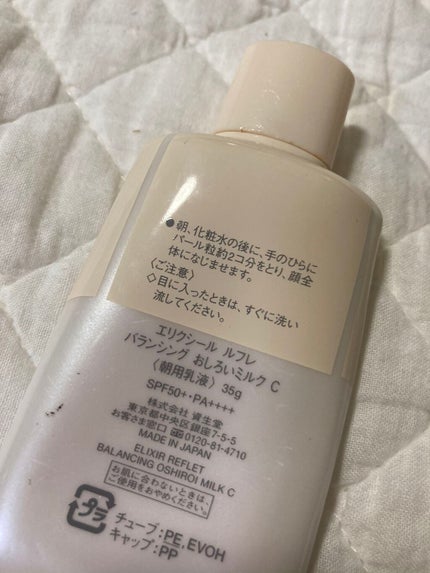 ●朝、化粧水の後に、手のひらに
パール粒約2コ分をとり、顔全
体になじませます。
〈ご注意〉
◇目に入ったときは、すぐに洗い
流してください。
エリクシール ルフレ
バランシング おしろいミルク C
〈朝用乳液〉 35g
SPF50+・PA++++
株式会社 資生堂
東京都中央区銀座7-5-5
お客さま窓口 0120-81-4710
MADE IN JAPAN
ELIXIR REFLET
BALANCING OSHIROI MILK C
お肌に合わないときは、
ご使用をおやめください。
プラ
チューブ:PE,EVOH
キャップ:PP